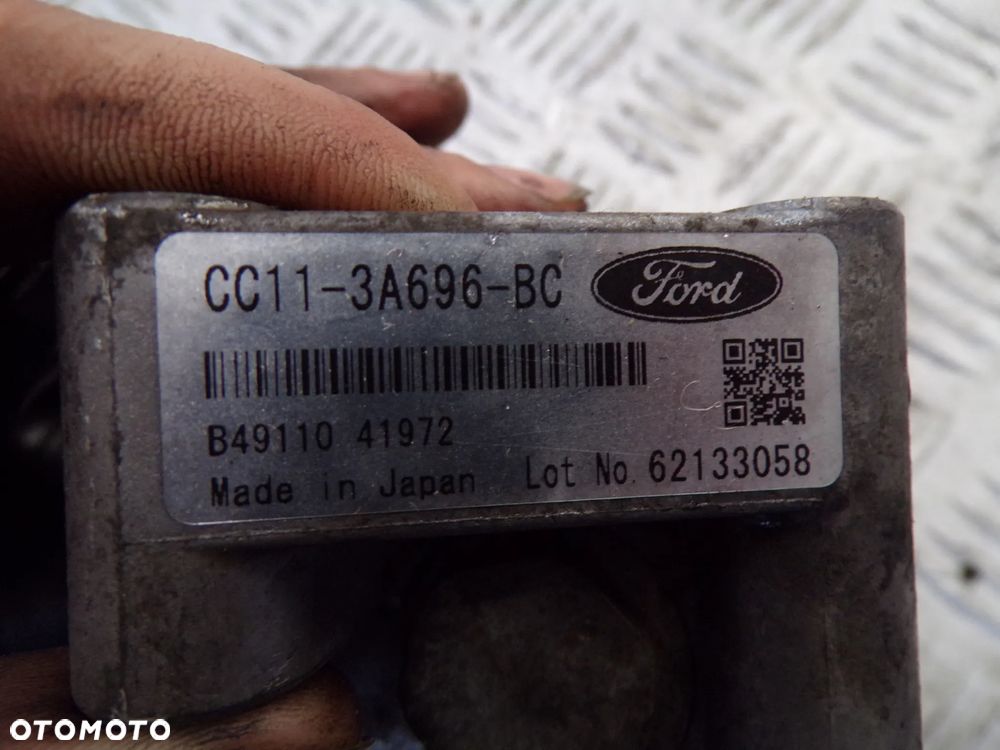 CC11-3A696-BC Ford
B49110 41972
Made in Japan Lot No. 62133058
OTOMOTO